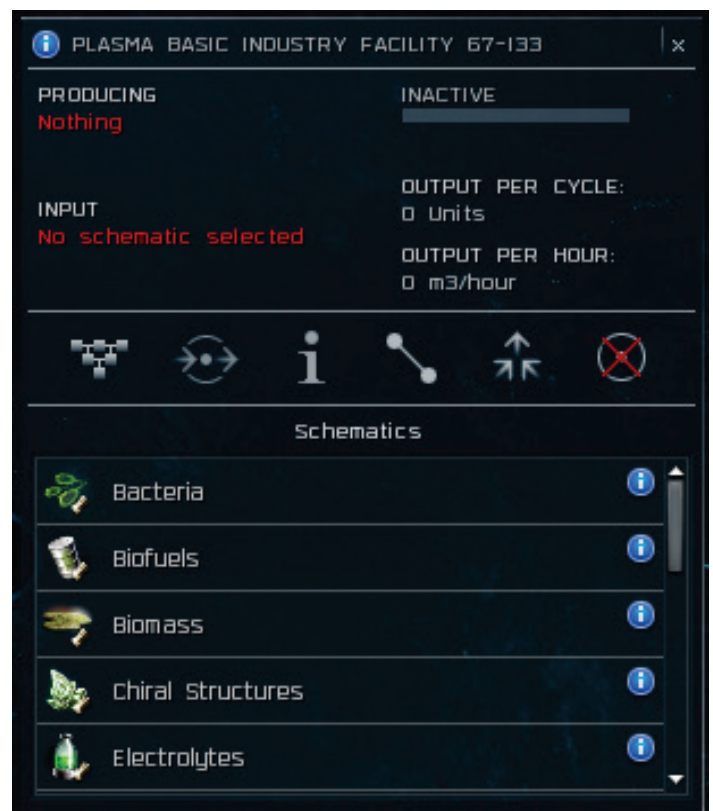 PLASMA BASIC INDUSTRY FACILITY 67-133
PRODUCING
Nothing
INACTIVE
INPUT
No schematic selected
OUTPUT PER CYCLE:
0 Units
OUTPUT PER HOUR:
0 m3/hour
Schematics
Bacteria
Biofuels
Biomass
Chiral Structures
Electrolytes